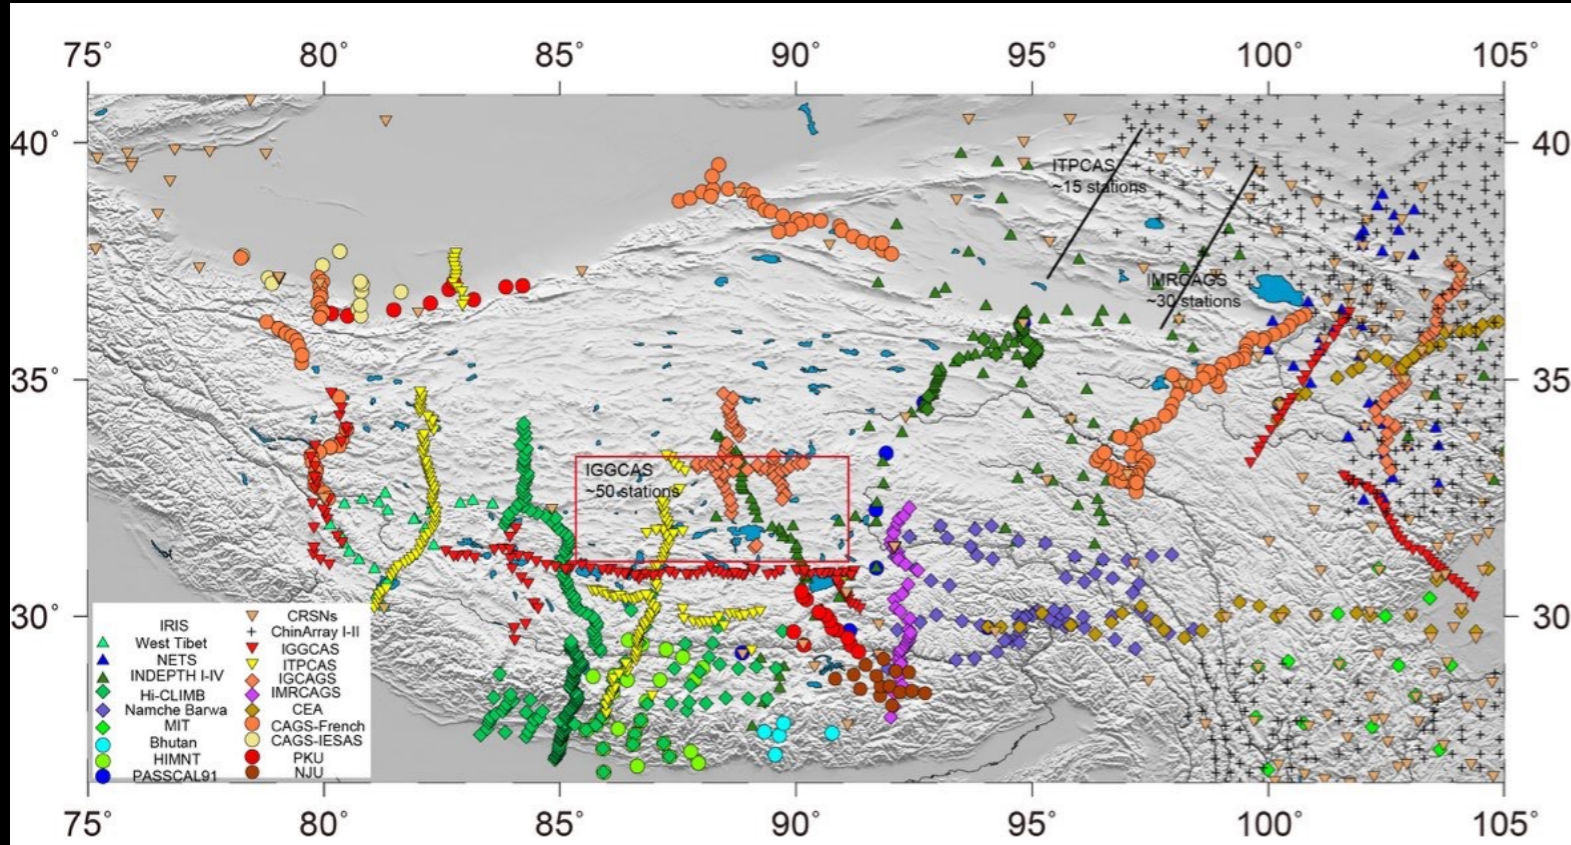 75° 80° 85° 90° 95° 100° 105°
40° 40
ITPCAS
~15 stations
IMRCAGS
~30 stations
35° 35
IGGCAS
~50 stations
30° 30
IRIS
West Tibet
NETS
INDEPTH I-IV
Hi-CLIMB
Namche Barwa
MIT
Bhutan
HIMNT
PASSCAL91
CRSNs
ChinArray I-II
IGGCAS
ITPCAS
IGCAGS
IMRCAGS
CEA
CAGS-French
CAGS-IESAS
PKU
NJU
75° 80° 85° 90° 95° 100° 105°